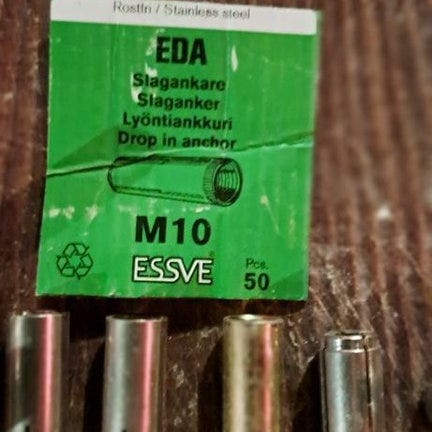 Rostfri / Stainless steel
EDA
Slagankare
Slaganker
Lyöntiankkuri
Drop in anchor
M10
ESSVE
Pcs.
50